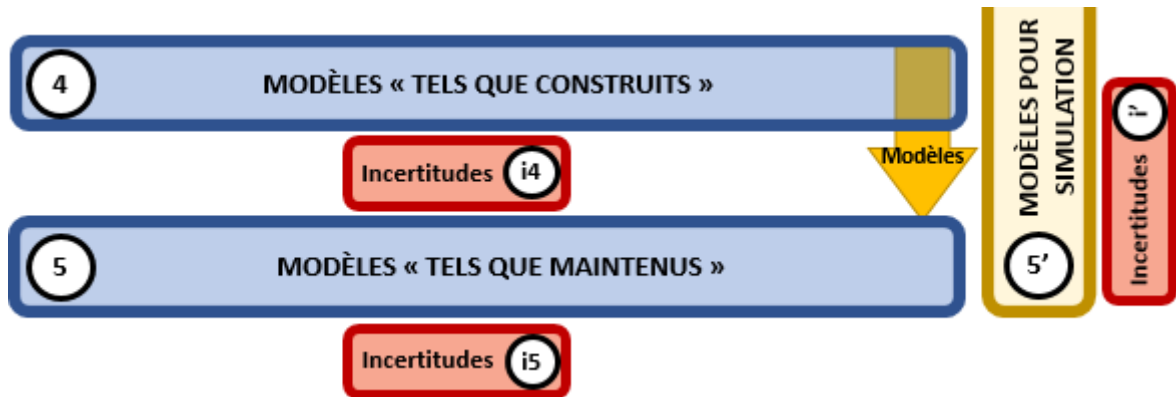 4
MODÈLES « TELS QUE CONSTRUITS »
Incertitudes i4
Modèles
5
MODÈLES « TELS QUE MAINTENUS »
Incertitudes i5
MODÈLES POUR
SIMULATION
5’
Incertitudes i’